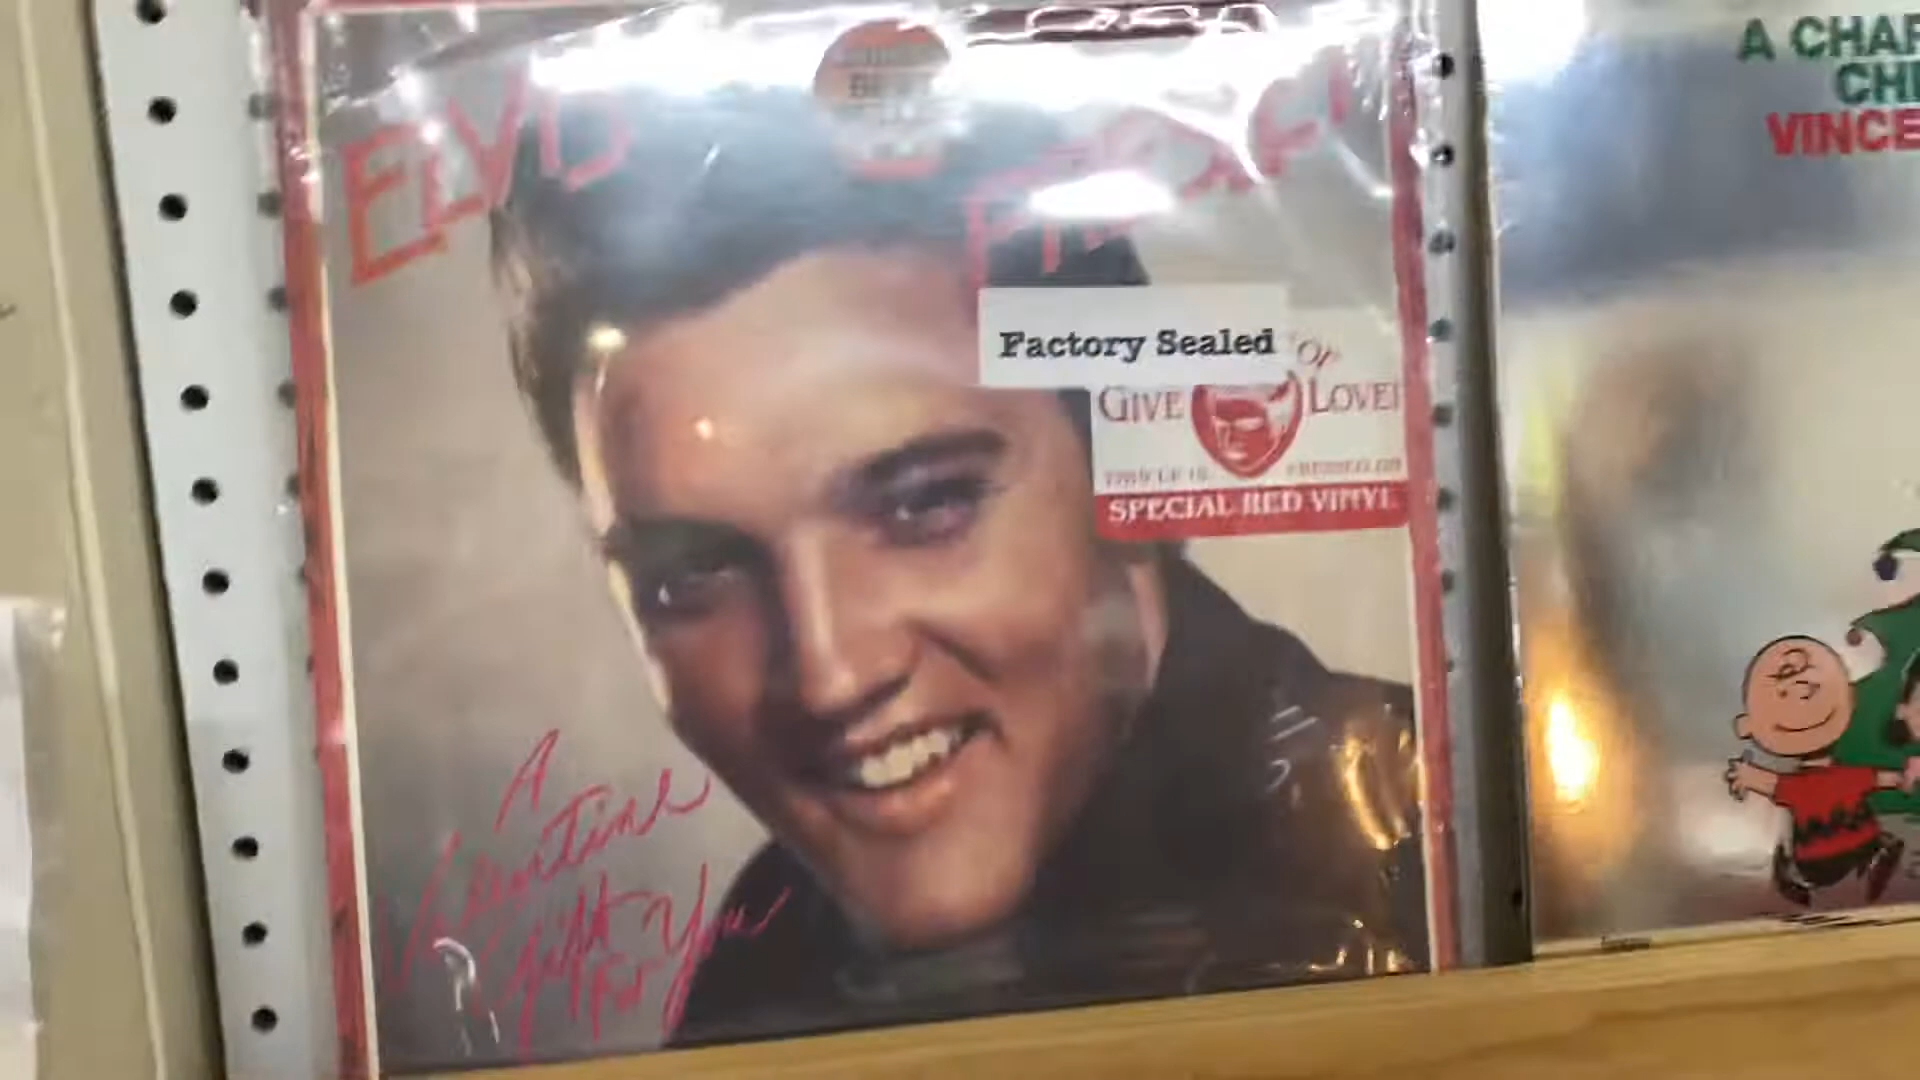 ELVIS
Factory Sealed
GIVE LOVE!
SPECIAL RED VINYL
A
Valentine
Gift
For You
A CHAR
CHI
VINCE